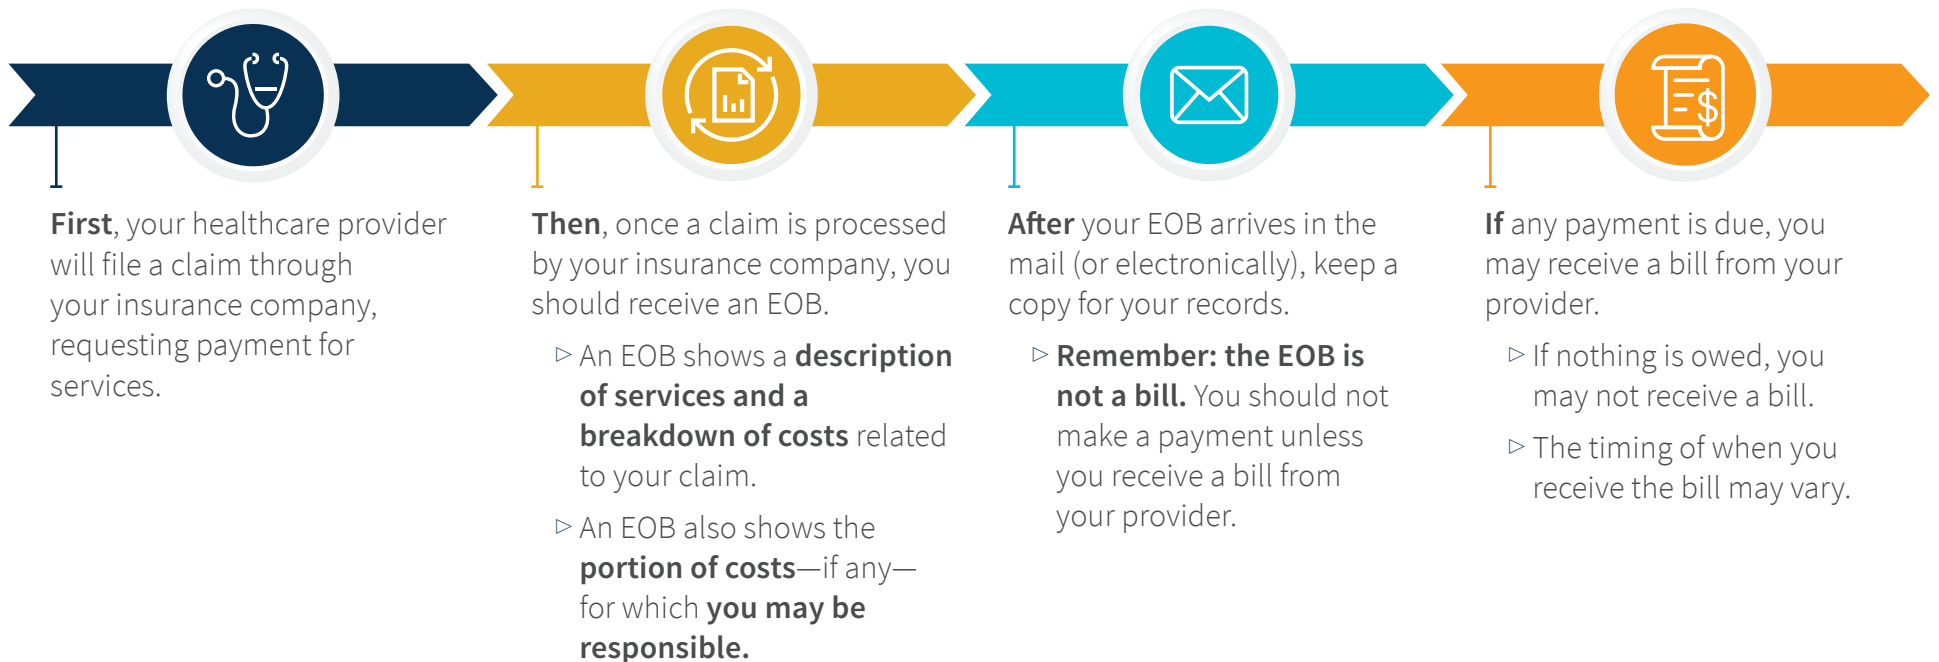 First, your healthcare provider
will file a claim through
your insurance company,
requesting payment for
services.
Then, once a claim is processed
by your insurance company, you
should receive an EOB.
▷ An EOB shows a description
of services and a
breakdown of costs related
to your claim.
▷ An EOB also shows the
portion of costs—if any—
for which you may be
responsible.
After your EOB arrives in the
mail (or electronically), keep a
copy for your records.
▷ Remember: the EOB is
not a bill. You should not
make a payment unless
you receive a bill from
your provider.
$
If any payment is due, you
may receive a bill from your
provider.
▷ If nothing is owed, you
may not receive a bill.
▷ The timing of when you
receive the bill may vary.